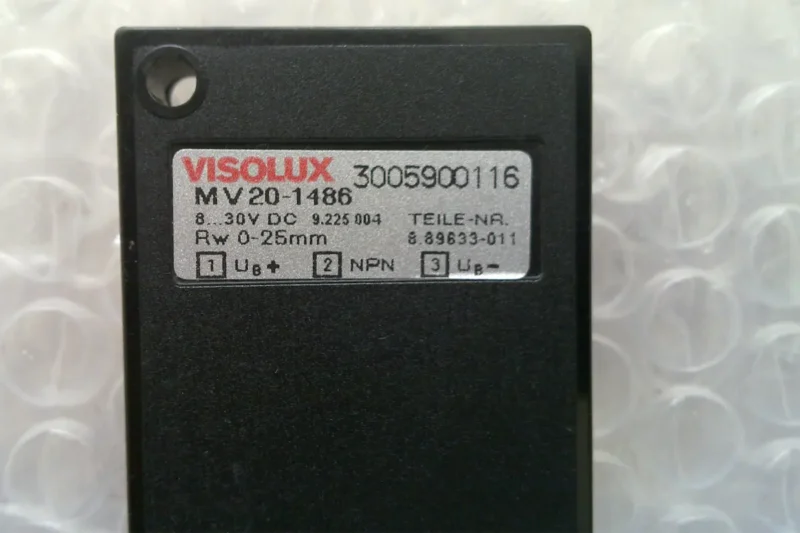 VISOLUX 3005900116
MV20-1486
8...30V DC 9.225 004 TEILE-NR.
RW 0-25mm 8.89633-011
1 UB+ 2 NPN 3 UB-